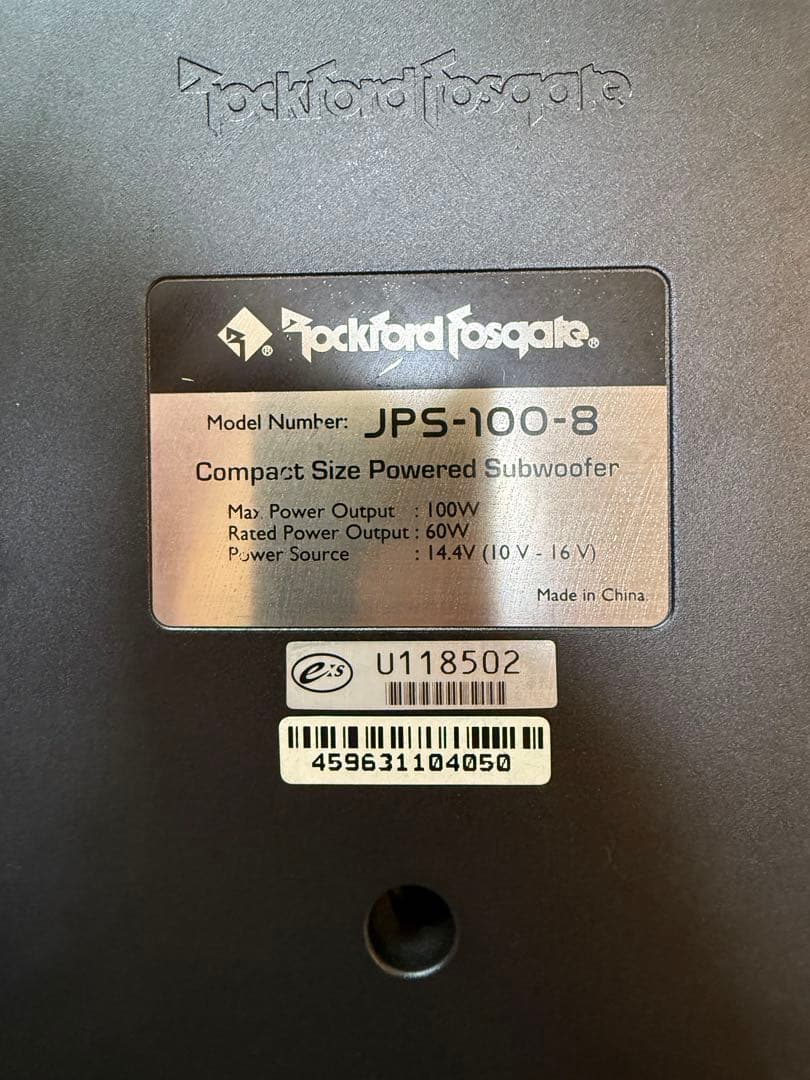 Rockford Fosgate
R® Rockford Fosgate®
Model Number: JPS-100-8
Compact Size Powered Subwoofer
Max. Power Output : 100W
Rated Power Output : 60W
Power Source : 14.4V (10 V - 16 V)
Made in China
U118502
459631104050